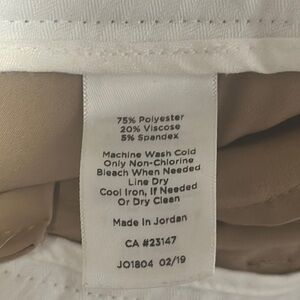 75% Polyester
20% Viscose
5% Spandex
Machine Wash Cold
Only Non-Chlorine
Bleach When Needed
Line Dry
Cool Iron, If Needed
Or Dry Clean
Made in Jordan
CA #23147
JO1804 02/19